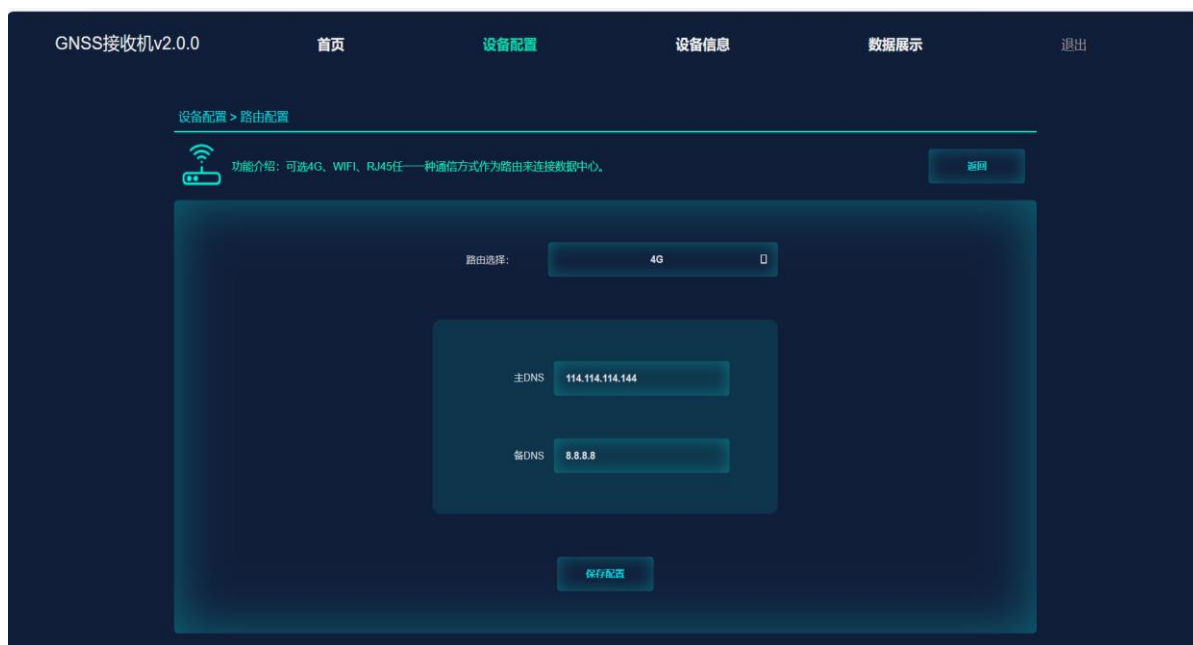 GNSS接收机v2.0.0 首页 设备配置 设备信息 数据展示 退出
设备配置 > 路由配置
功能介绍：可选4G、WIFI、RJ45任一一种通信方式作为路由来连接数据中心。 返回
路由选择： 4G
主DNS 114.114.114.144
备DNS 8.8.8.8
保存配置